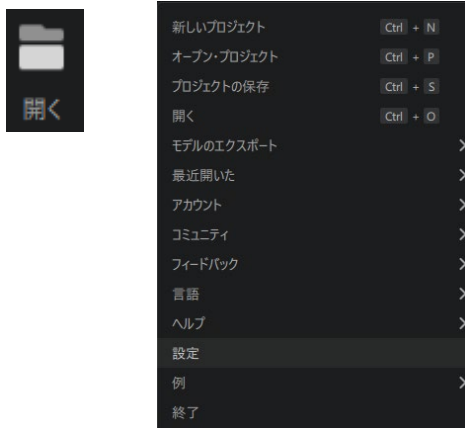 開く
新しいプロジェクト Ctrl + N
オープン・プロジェクト Ctrl + P
プロジェクトの保存 Ctrl + S
開く Ctrl + O
モデルのエクスポート
最近開いた
アカウント
コミュニティ
フィードバック
言語
ヘルプ
設定
例
終了